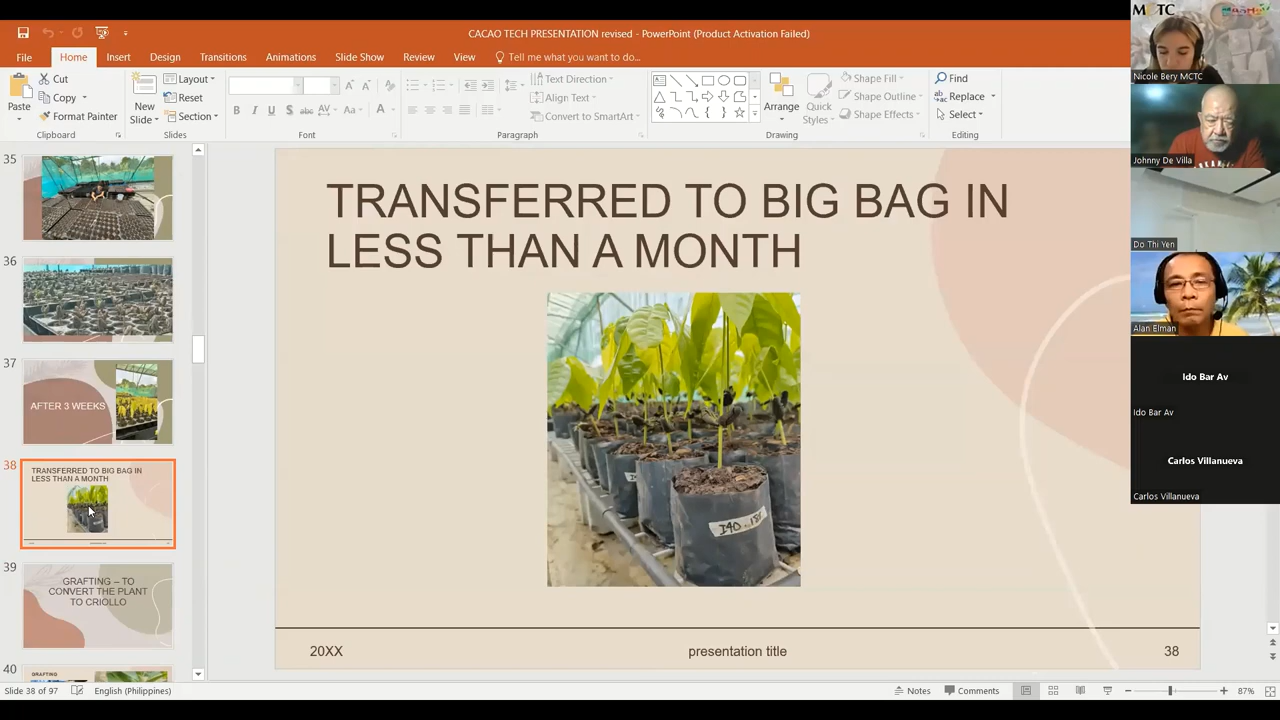 CACAO TECH PRESENTATION revised - PowerPoint (Product Activation Failed)
File
Home
Insert
Design
Transitions
Animations
Slide Show
Review
View
Tell me what you want to do...
Paste
Cut
Copy
Format Painter
Clipboard
New
Slide
Layout
Reset
Section
Slides
Font
Text Direction
Align Text
Convert to SmartArt
Paragraph
Arrange
Quick
Styles
Shape Fill
Shape Outline
Shape Effects
Drawing
Find
Replace
Select
Editing
35
36
37
AFTER 3 WEEKS
38
TRANSFERRED TO BIG BAG IN
LESS THAN A MONTH
39
GRAFTING – TO
CONVERT THE PLANT
TO CRIOLLO
40
GRAFTING
TRANSFERRED TO BIG BAG IN
LESS THAN A MONTH
20XX
presentation title
38
Nicole Bery MCTC
Johnny De Villa
Do Thi Yen
Alan Elman
Ido Bar Av
Ido Bar Av
Carlos Villanueva
Carlos Villanueva
Slide 38 of 97
English (Philippines)
Notes
Comments
87%